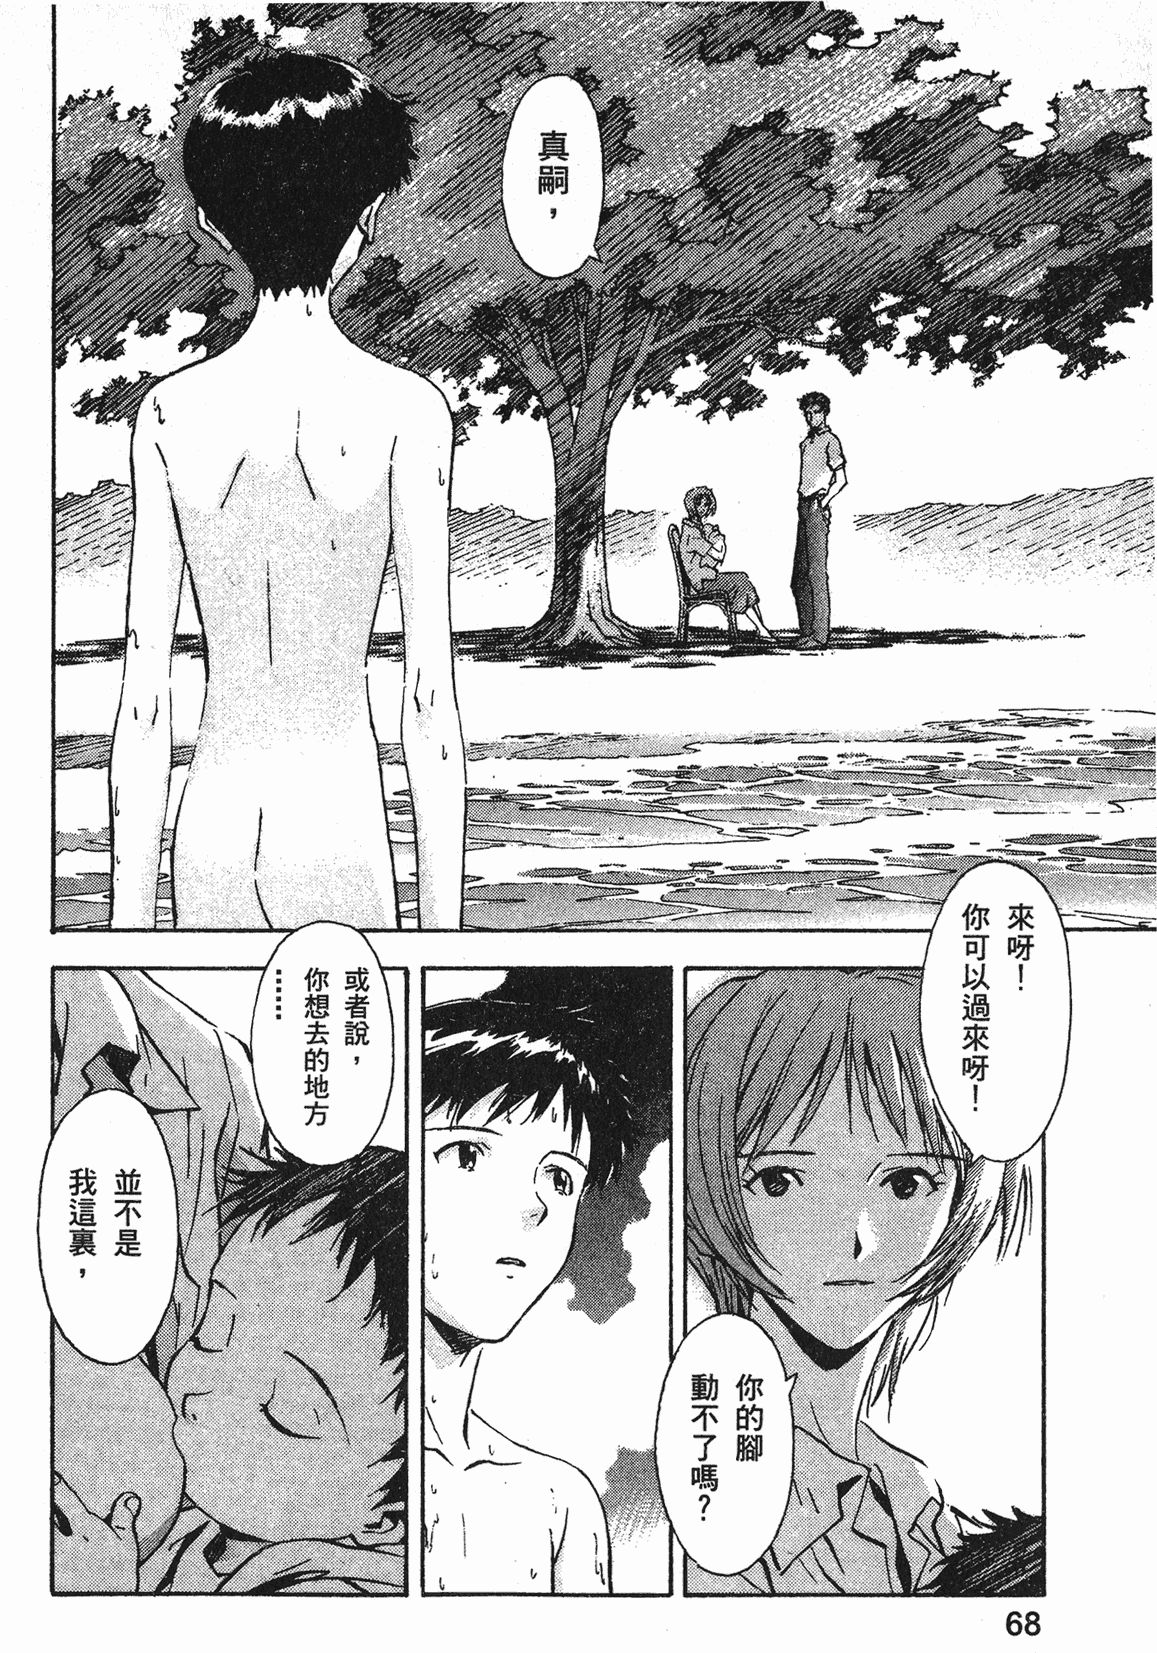 真嗣，
來呀！
你可以過來呀！
你的腳
動不了嗎？
或者說，
你想去的地方
……
並不是
我這裏，
68